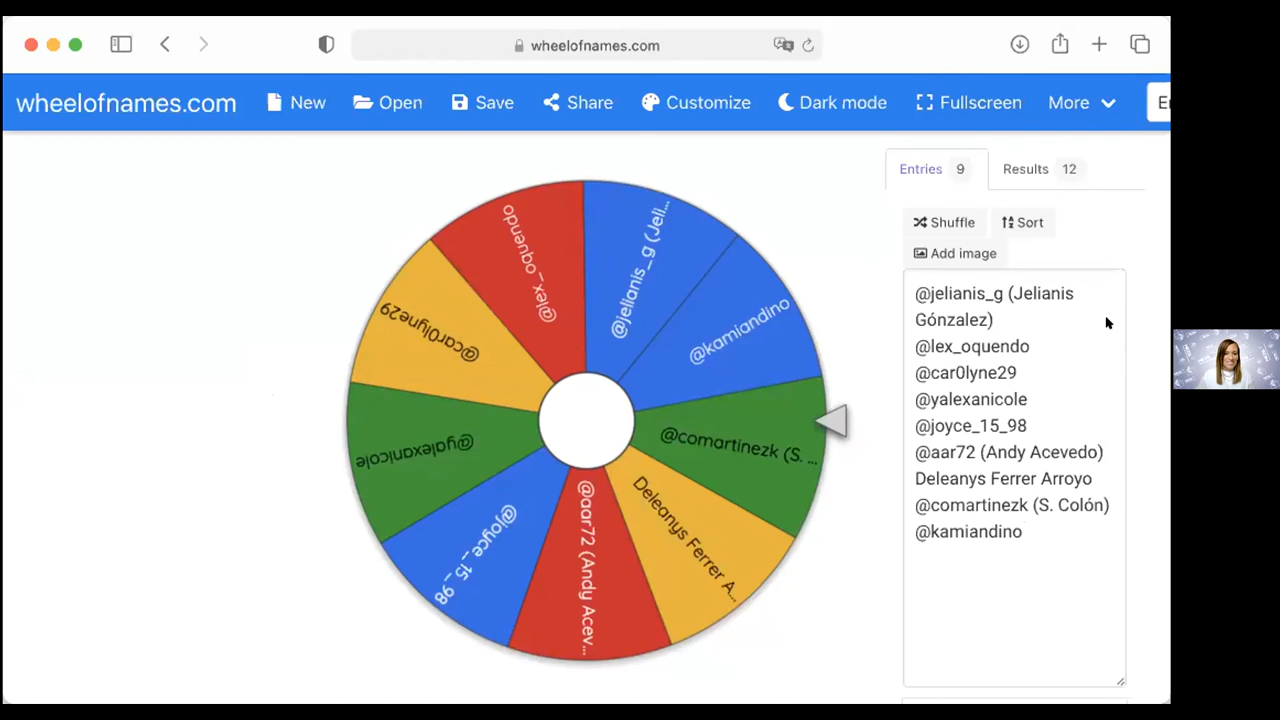 wheelofnames.com
wheelofnames.com New Open Save Share Customize Dark mode Fullscreen More
Entries 9 Results 12
Shuffle Sort
Add image
@jelianis_g (Jelianis
Gónzalez)
@lex_oquendo
@car0lyne29
@yalexanicole
@joyce_15_98
@aar72 (Andy Acevedo)
Deleanys Ferrer Arroyo
@comartinezk (S. Colón)
@kamiandino
@jelianis_g (Jeli...
@kamiandino
@comartinezk (S. ...
Deleanys Ferrer A...
@aar72 (Andy Acev...
@joyce_15_98
@yalexanicole
@car0lyne29
@lex_oquendo